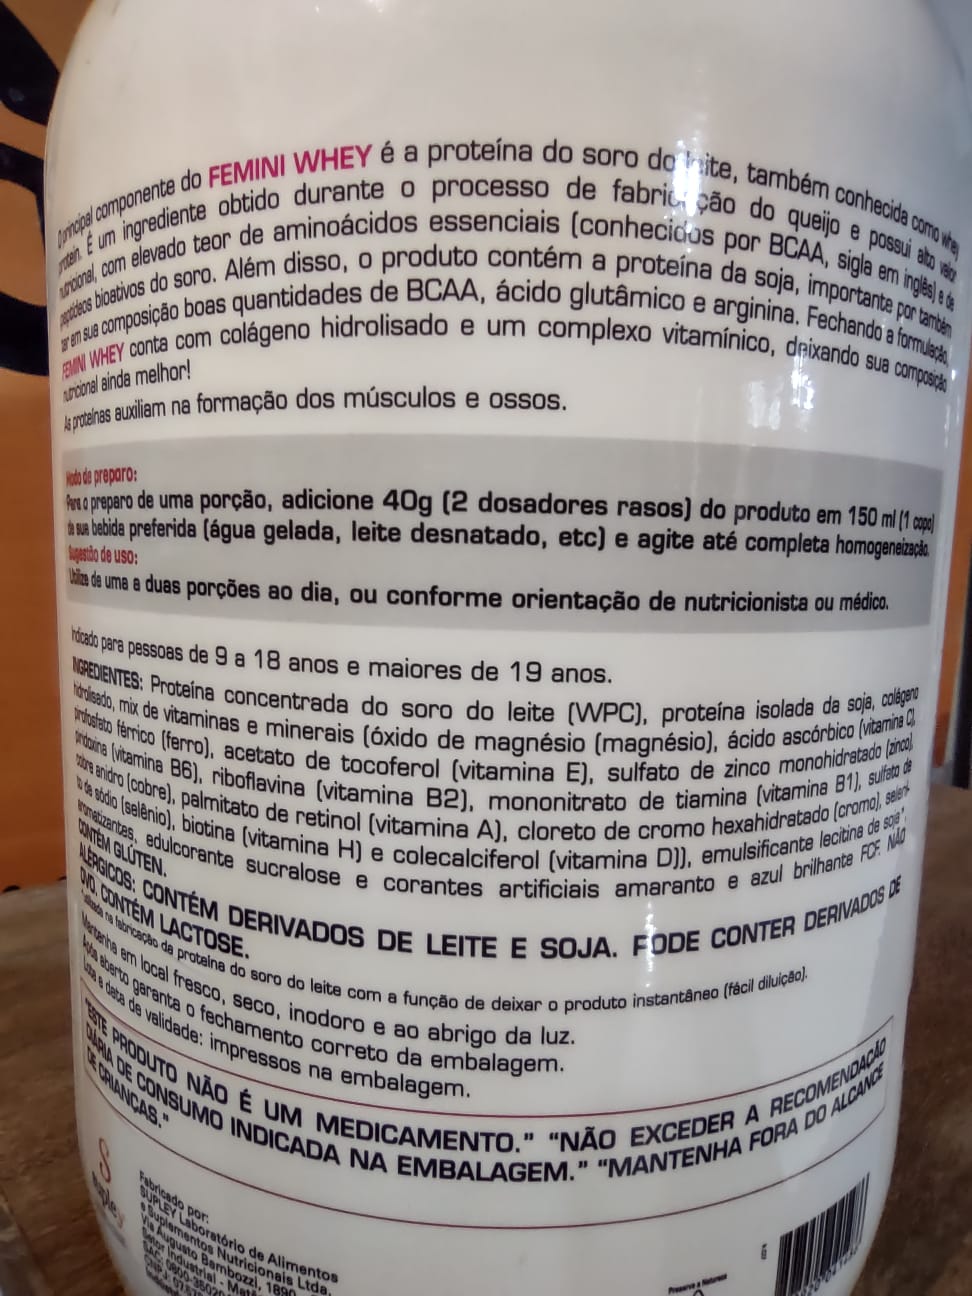 O principal componente do FEMINI WHEY é a proteína do soro do leite, também conhecida como whey
protein. É um ingrediente obtido durante o processo de fabricação do queijo e possui alto valor
nutricional, com elevado teor de aminoácidos essenciais (conhecidos por BCAA, sigla em inglês) e de
peptídeos bioativos do soro. Além disso, o produto contém a proteína da soja, importante por também
ter em sua composição boas quantidades de BCAA, ácido glutâmico e arginina. Fechando a formulação,
FEMINI WHEY conta com colágeno hidrolisado e um complexo vitamínico, deixando sua composição
nutricional ainda melhor!
As proteínas auxiliam na formação dos músculos e ossos.
Modo de preparo:
Para o preparo de uma porção, adicione 40g (2 dosadores rasos) do produto em 150 ml (1 copo)
de sua bebida preferida (água gelada, leite desnatado, etc) e agite até completa homogeneização.
Sugestão de uso:
Utilize de uma a duas porções ao dia, ou conforme orientação de nutricionista ou médico.
Indicado para pessoas de 9 a 18 anos e maiores de 19 anos.
INGREDIENTES: Proteína concentrada do soro do leite (WPC), proteína isolada da soja, colágeno
hidrolisado, mix de vitaminas e minerais (óxido de magnésio (magnésio), ácido ascórbico (vitamina C),
pirofosfato férrico (ferro), acetato de tocoferol (vitamina E), sulfato de zinco monohidratado (zinco),
piridoxina (vitamina B6), riboflavina (vitamina B2), mononitrato de tiamina (vitamina B1), sulfato de
cobre anidro (cobre), palmitato de retinol (vitamina A), cloreto de cromo hexahidratado (cromo), seleni-
to de sódio (selênio), biotina (vitamina H) e colecalciferol (vitamina D)), emulsificante lecitina de soja*,
aromatizantes, edulcorante sucralose e corantes artificiais amaranto e azul brilhante FCF. NÃO
CONTÉM GLÚTEN.
ALÉRGICOS: CONTÉM DERIVADOS DE LEITE E SOJA. PODE CONTER DERIVADOS DE
OVO. CONTÉM LACTOSE.
*utilizada na fabricação da proteína do soro do leite com a função de deixar o produto instantâneo (fácil diluição).
Mantenha em local fresco, seco, inodoro e ao abrigo da luz.
Após aberto garanta o fechamento correto da embalagem.
Lote e data de validade: impressos na embalagem.
"ESTE PRODUTO NÃO É UM MEDICAMENTO." "NÃO EXCEDER A RECOMENDAÇÃO
DIÁRIA DE CONSUMO INDICADA NA EMBALAGEM." "MANTENHA FORA DO ALCANCE
DE CRIANÇAS."
Supley
Fabricado por:
SUPLEY Laboratório de Alimentos
e Suplementos Nutricionais Ltda.
Via Augusto Bambozzi, 1890
Setor Industrial -
SAC: 0800-
CNPJ:
Preserve a Natureza